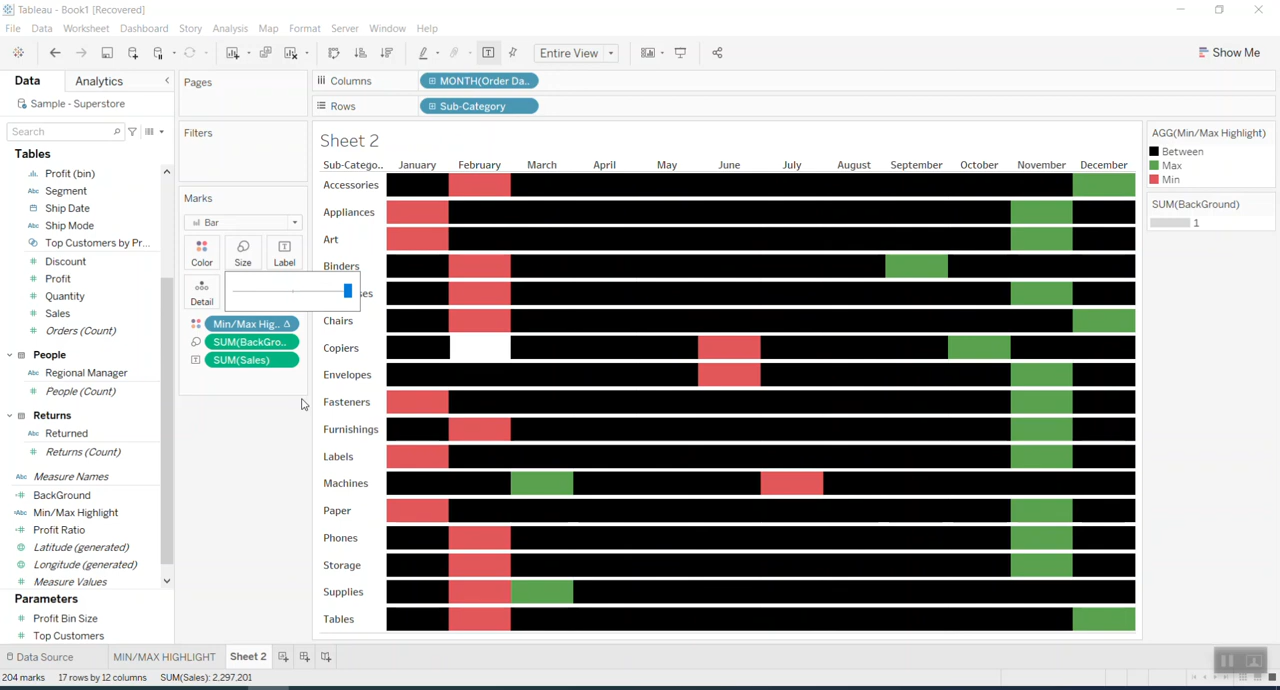 Tableau - Book1 [Recovered]
File Data Worksheet Dashboard Story Analysis Map Format Server Window Help
Entire View
Show Me
Data Analytics
Sample - Superstore
Search
Tables
Profit (bin)
Abc Segment
Ship Date
Abc Ship Mode
Top Customers by Pr...
# Discount
# Profit
# Quantity
# Sales
# Orders (Count)
People
Abc Regional Manager
# People (Count)
Returns
Abc Returned
# Returns (Count)
Abc Measure Names
=# BackGround
=Abc Min/Max Highlight
=# Profit Ratio
Latitude (generated)
Longitude (generated)
# Measure Values
Parameters
# Profit Bin Size
# Top Customers
Pages
Filters
Marks
Bar
Color Size Label
Detail
Min/Max Hig.. Δ
SUM(BackGro..
SUM(Sales)
Columns MONTH(Order Da..
Rows Sub-Category
Sheet 2
Sub-Catego.. January February March April May June July August September October November December
Accessories
Appliances
Art
Binders
ses
Chairs
Copiers
Envelopes
Fasteners
Furnishings
Labels
Machines
Paper
Phones
Storage
Supplies
Tables
AGG(Min/Max Highlight)
Between
Max
Min
SUM(BackGround)
1
Data Source MIN/MAX HIGHLIGHT Sheet 2
204 marks 17 rows by 12 columns SUM(Sales): 2,297,201